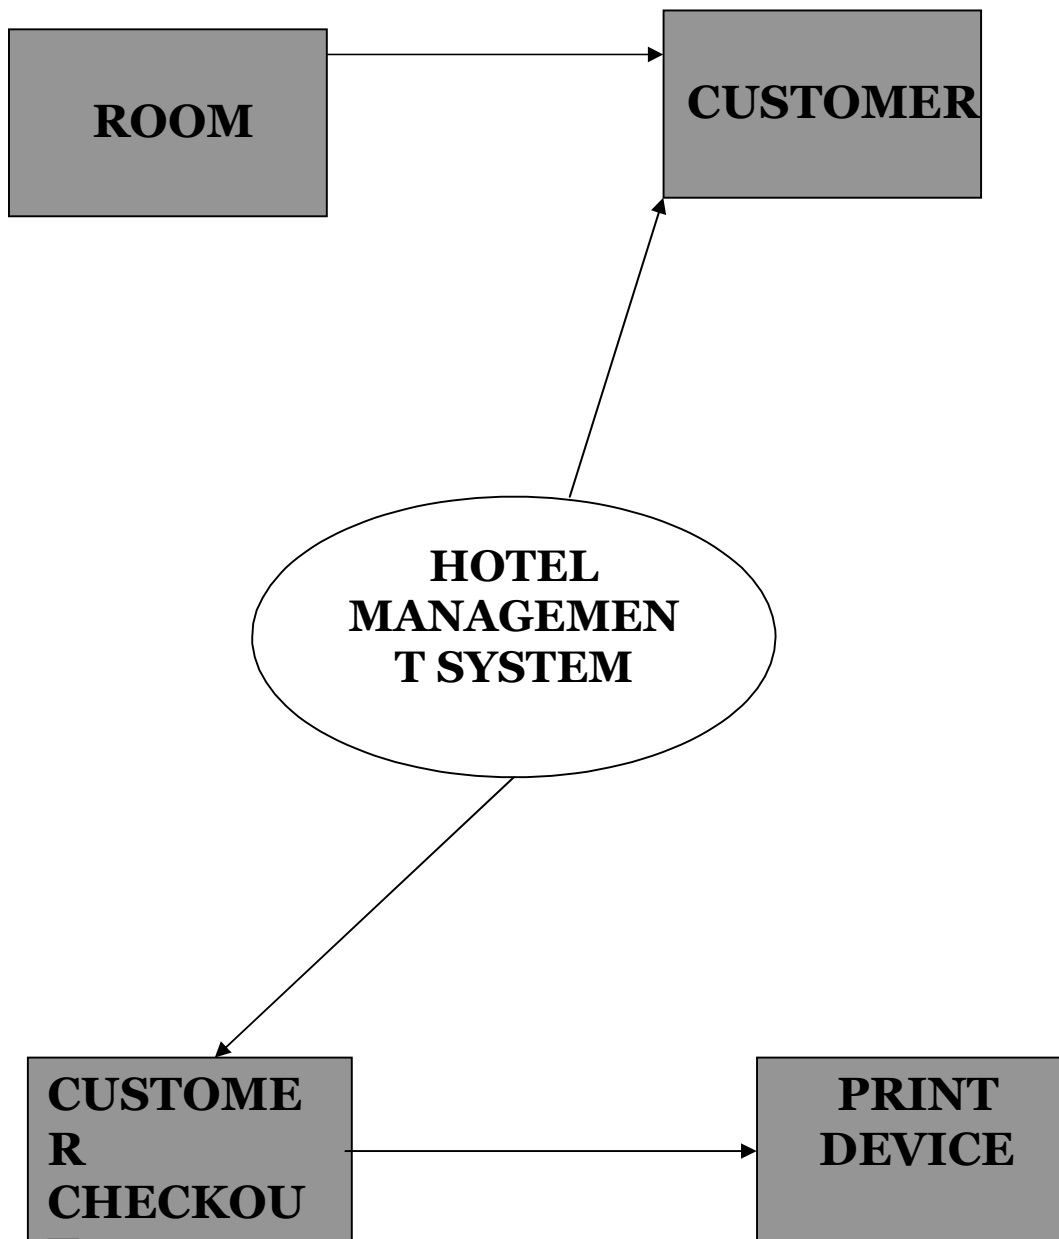 ROOM
CUSTOMER
HOTEL
MANAGEMEN
T SYSTEM
CUSTOME
R
CHECKOU
PRINT
DEVICE